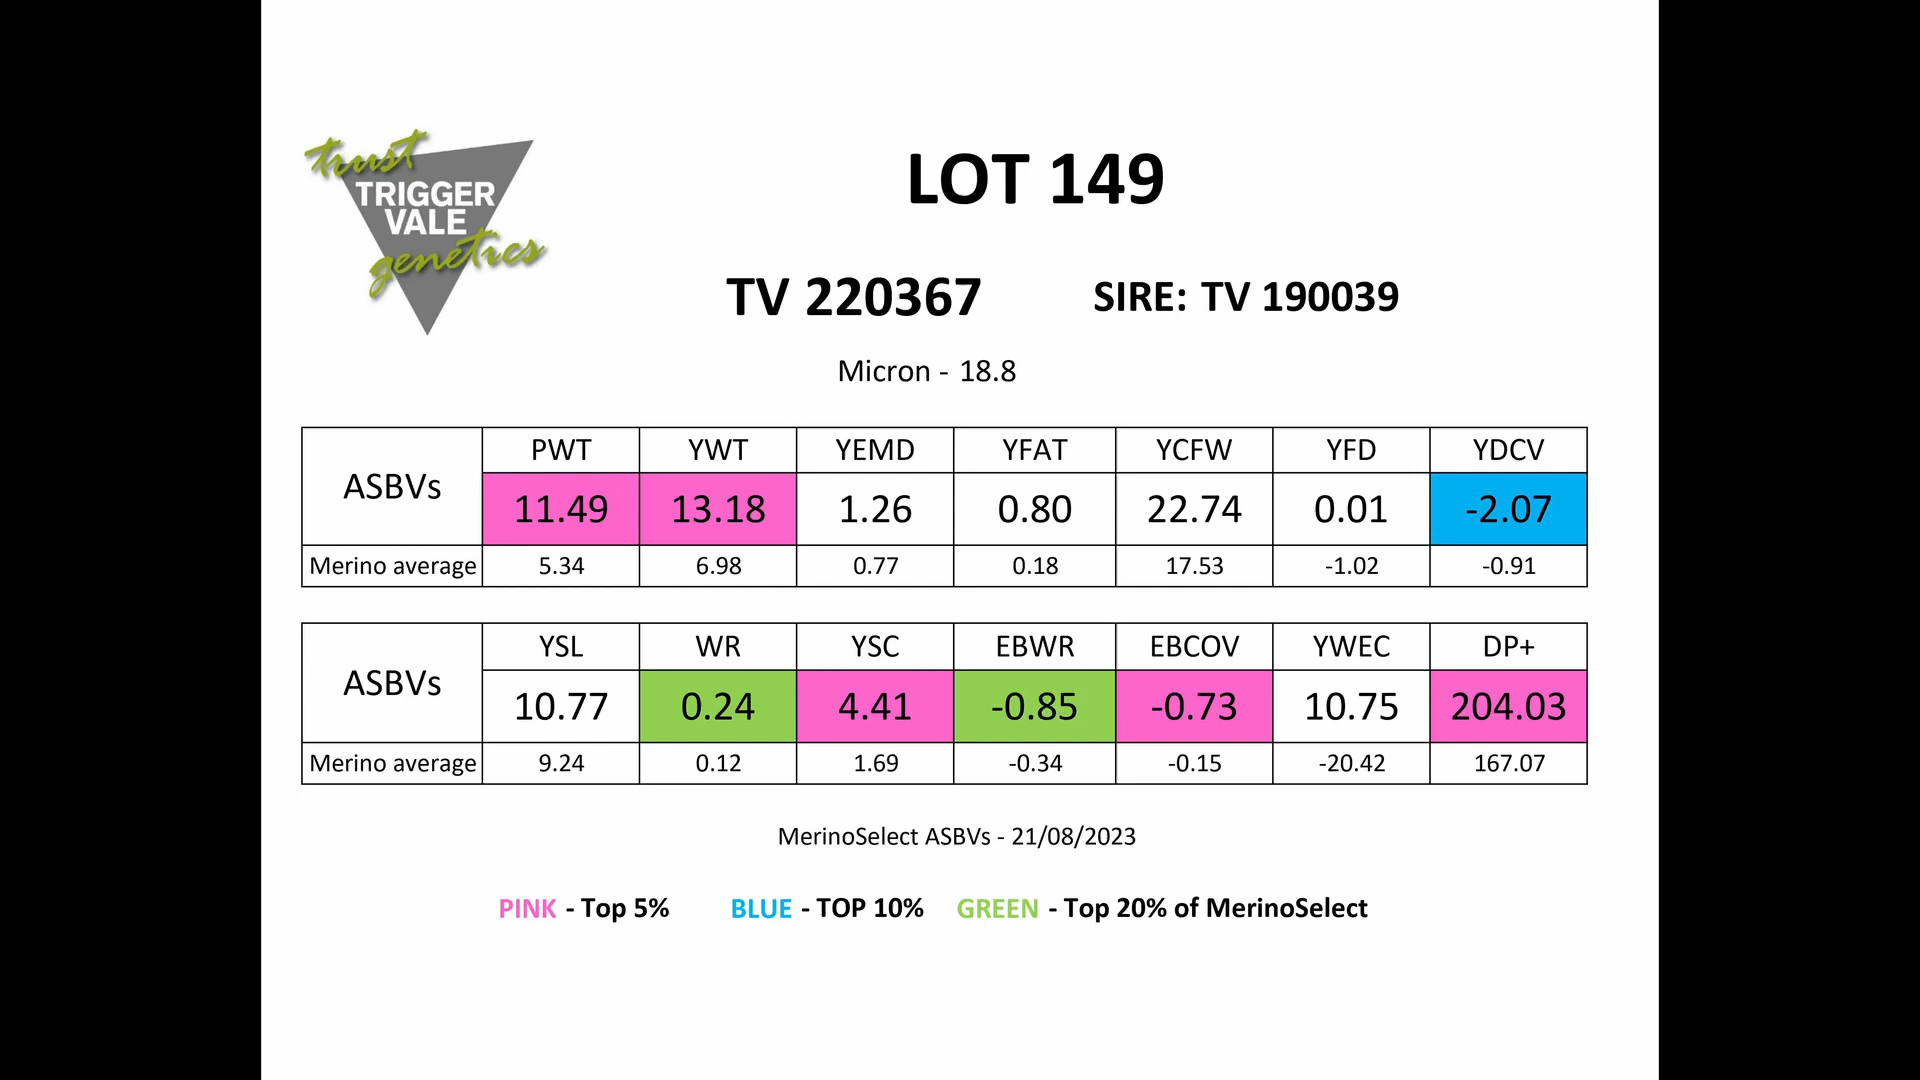 trust
TRIGGER
VALE
genetics
LOT 149
TV 220367 SIRE: TV 190039
Micron - 18.8
ASBVs PWT YWT YEMD YFAT YCFW YFD YDCV
11.49 13.18 1.26 0.80 22.74 0.01 -2.07
Merino average 5.34 6.98 0.77 0.18 17.53 -1.02 -0.91
ASBVs YSL WR YSC EBWR EBCOV YWEC DP+
10.77 0.24 4.41 -0.85 -0.73 10.75 204.03
Merino average 9.24 0.12 1.69 -0.34 -0.15 -20.42 167.07
MerinoSelect ASBVs - 21/08/2023
PINK - Top 5% BLUE - TOP 10% GREEN - Top 20% of MerinoSelect